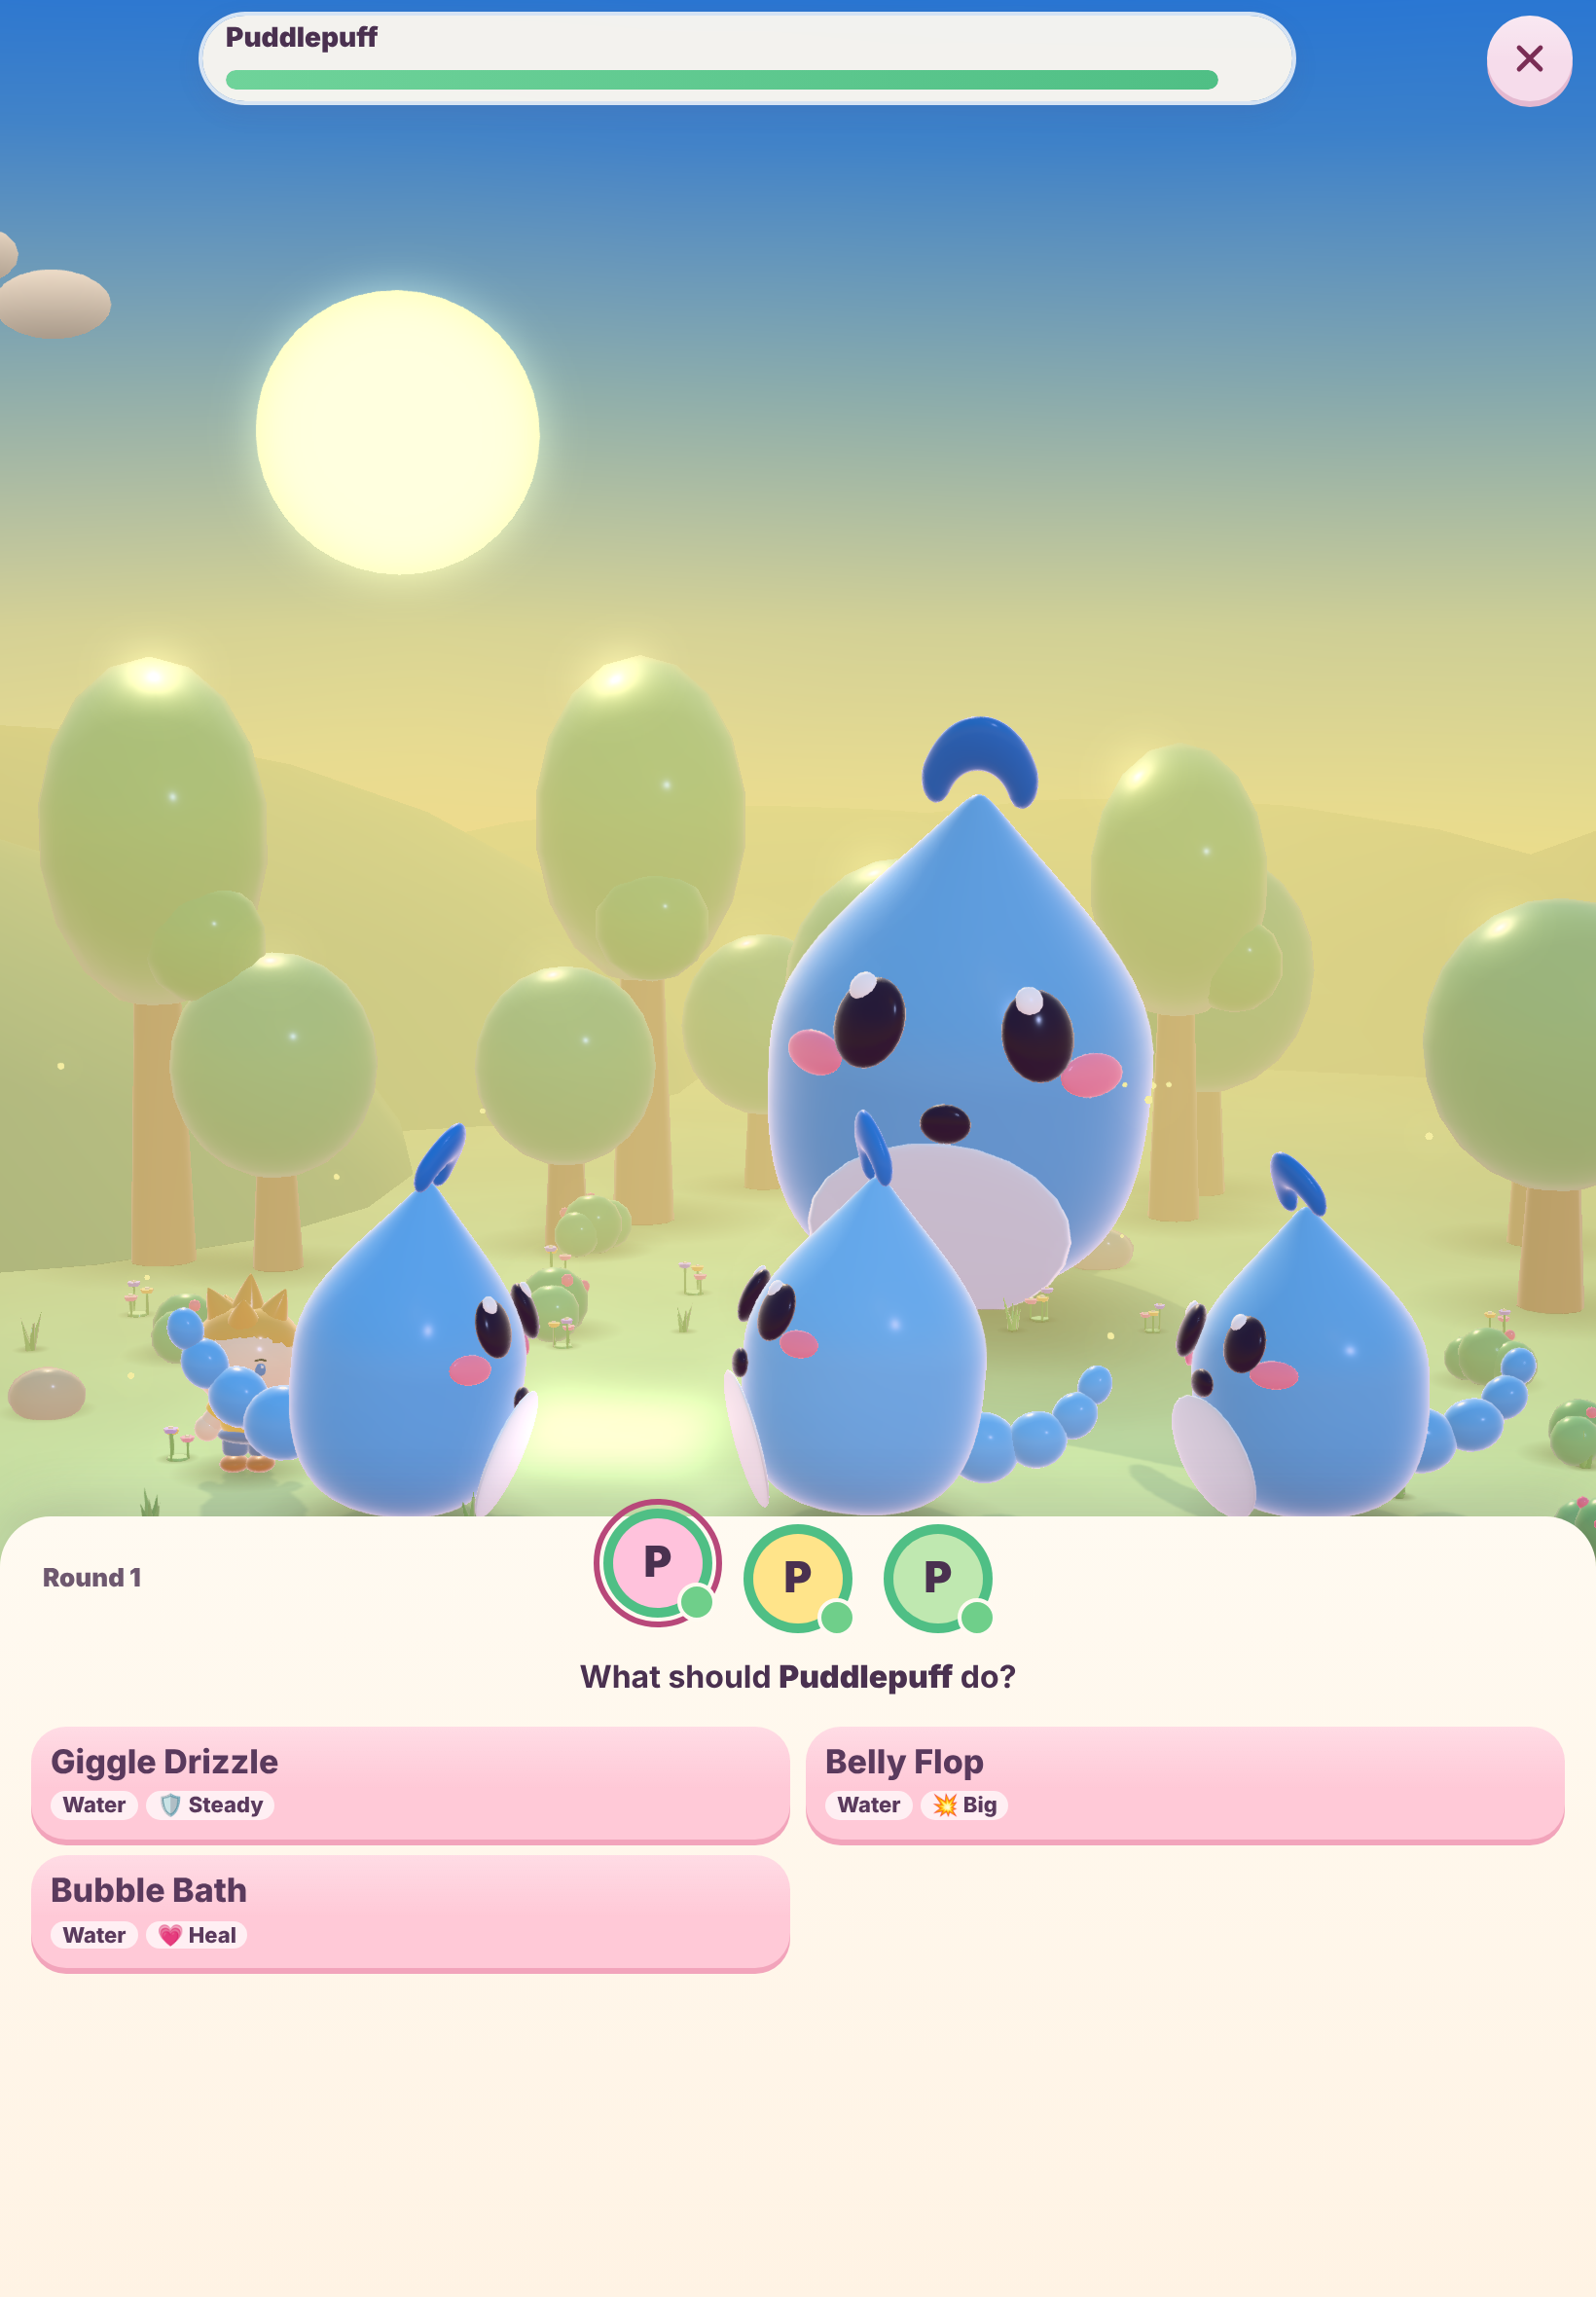 Puddlepuff
Round 1
P
P
P
What should Puddlepuff do?
Giggle Drizzle
Water
Steady
Belly Flop
Water
Big
Bubble Bath
Water
Heal